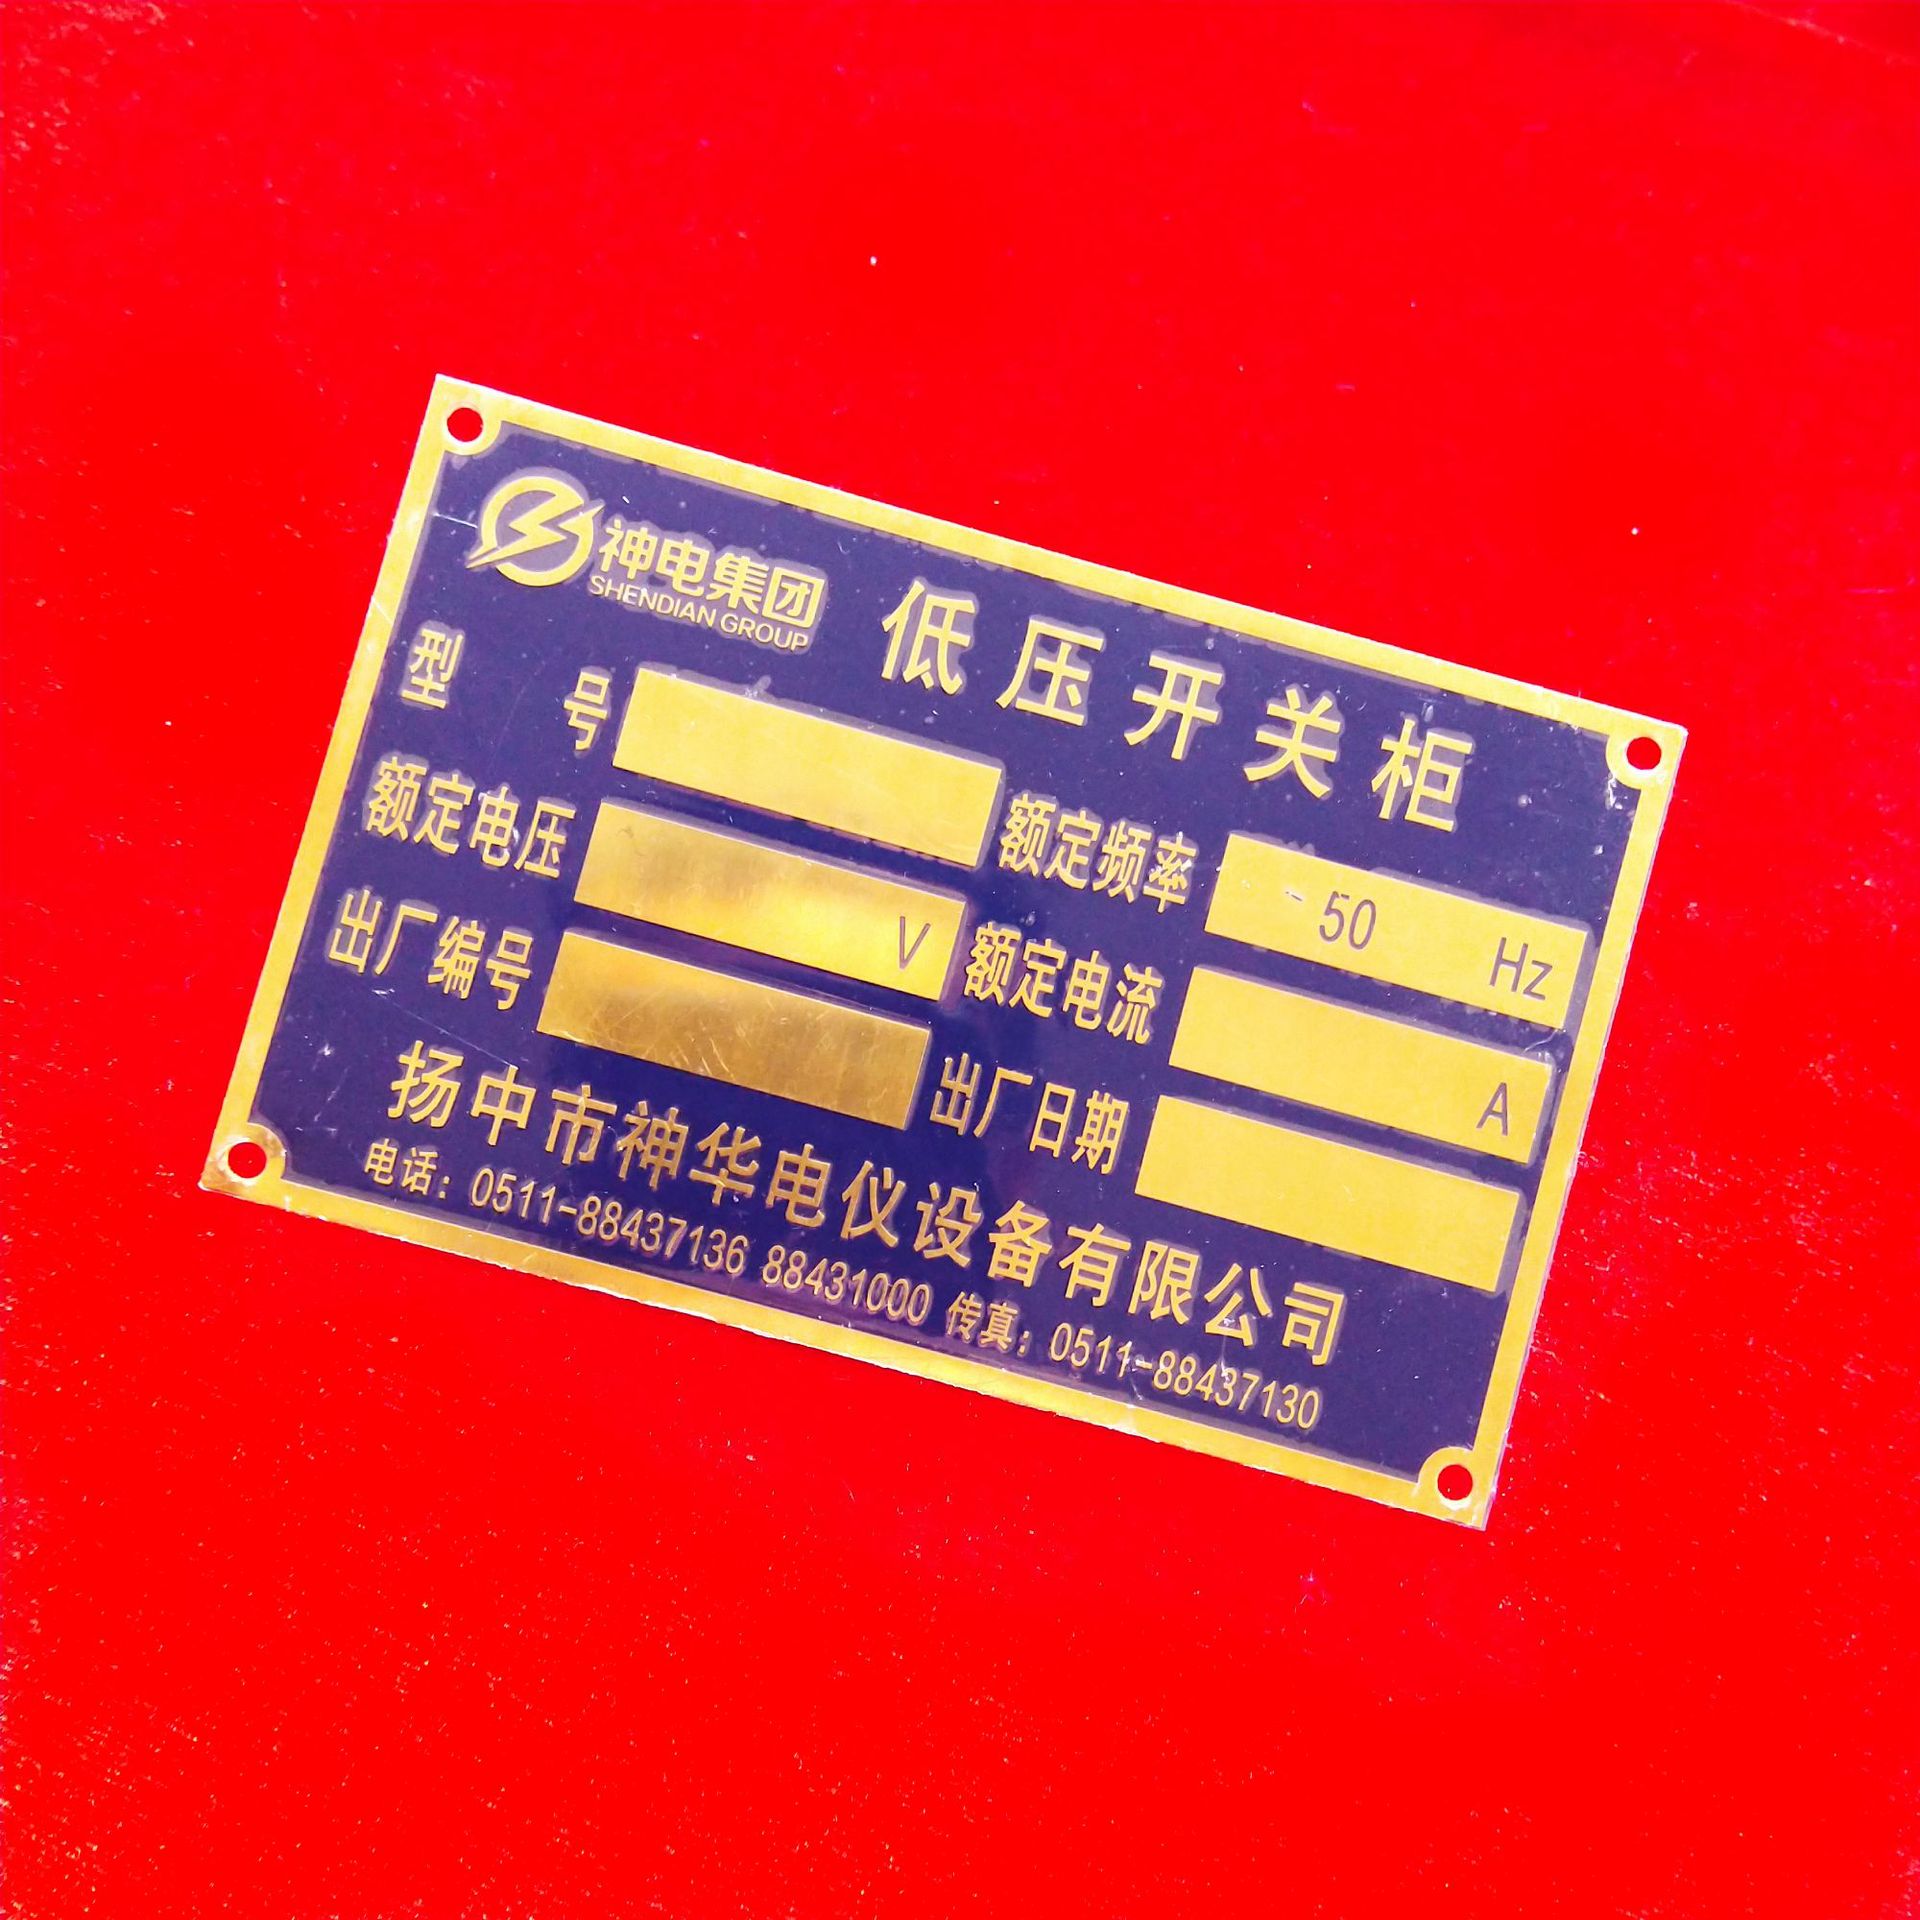 神电集团
SHENDIAN GROUP
低压开关柜
型号
额定频率 50 Hz
额定电压 V
额定电流 A
出厂编号
出厂日期
扬中市神华电仪设备有限公司
电话：0511-88437136 88431000 传真：0511-88437130